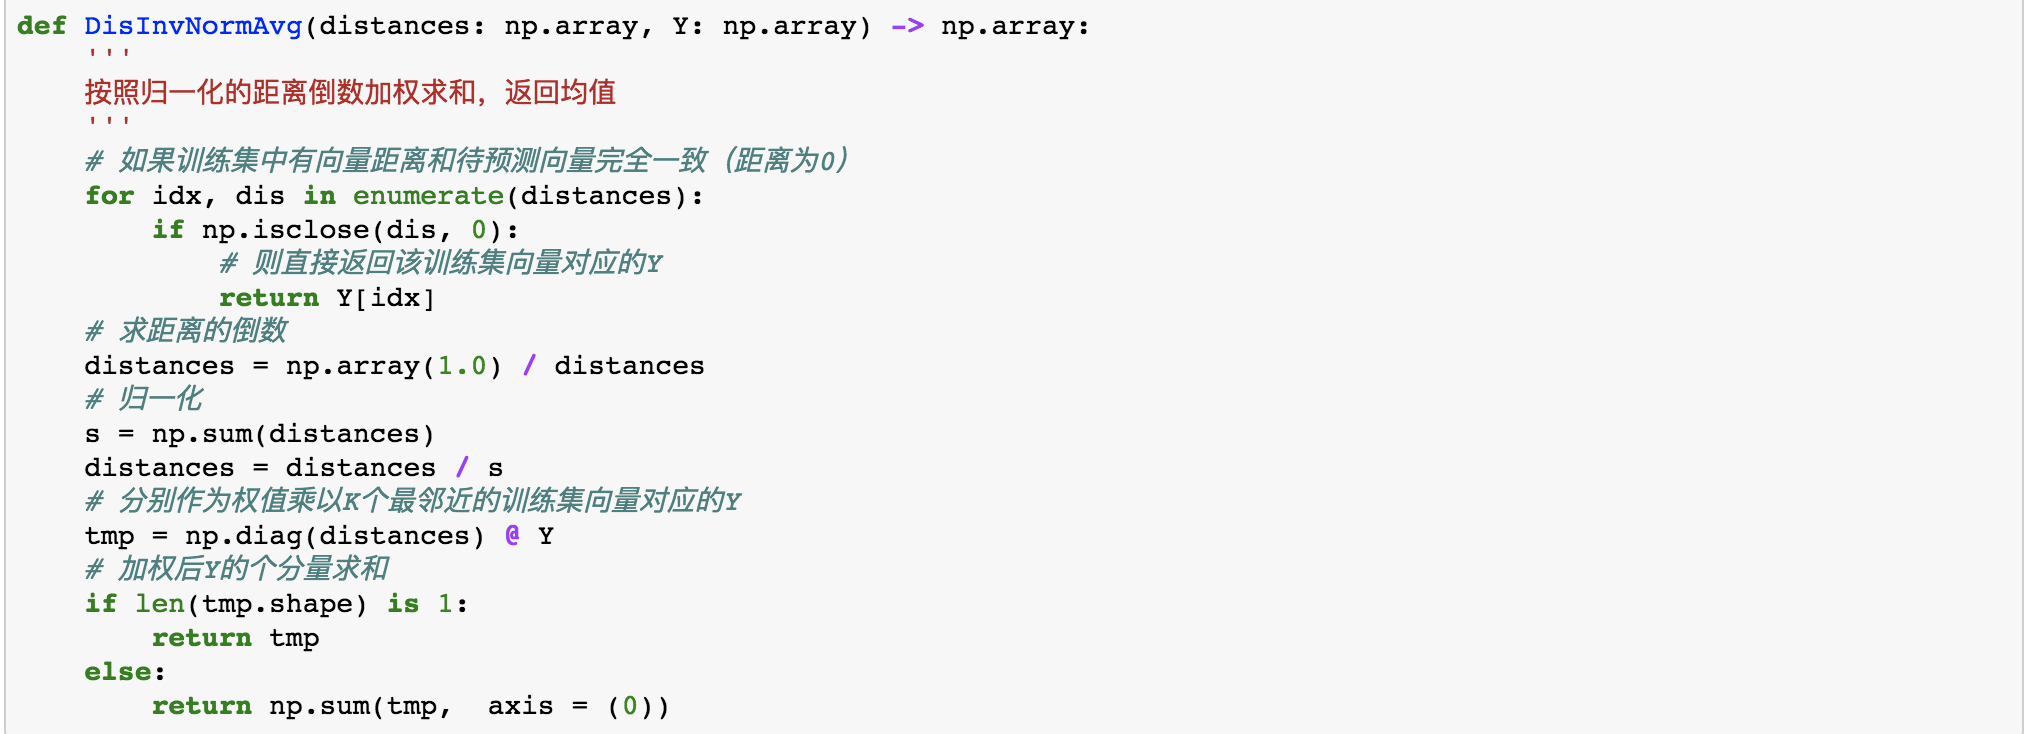 def DisInvNormAvg(distances: np.array, Y: np.array) -> np.array:
    '''
    按照归一化的距离倒数加权求和，返回均值
    '''
    # 如果训练集中有向量距离和待预测向量完全一致（距离为0）
    for idx, dis in enumerate(distances):
        if np.isclose(dis, 0):
            # 则直接返回该训练集向量对应的Y
            return Y[idx]
    # 求距离的倒数
    distances = np.array(1.0) / distances
    # 归一化
    s = np.sum(distances)
    distances = distances / s
    # 分别作为权值乘以K个最邻近的训练集向量对应的Y
    tmp = np.diag(distances) @ Y
    # 加权后Y的个分量求和
    if len(tmp.shape) is 1:
        return tmp
    else:
        return np.sum(tmp,  axis = (0))